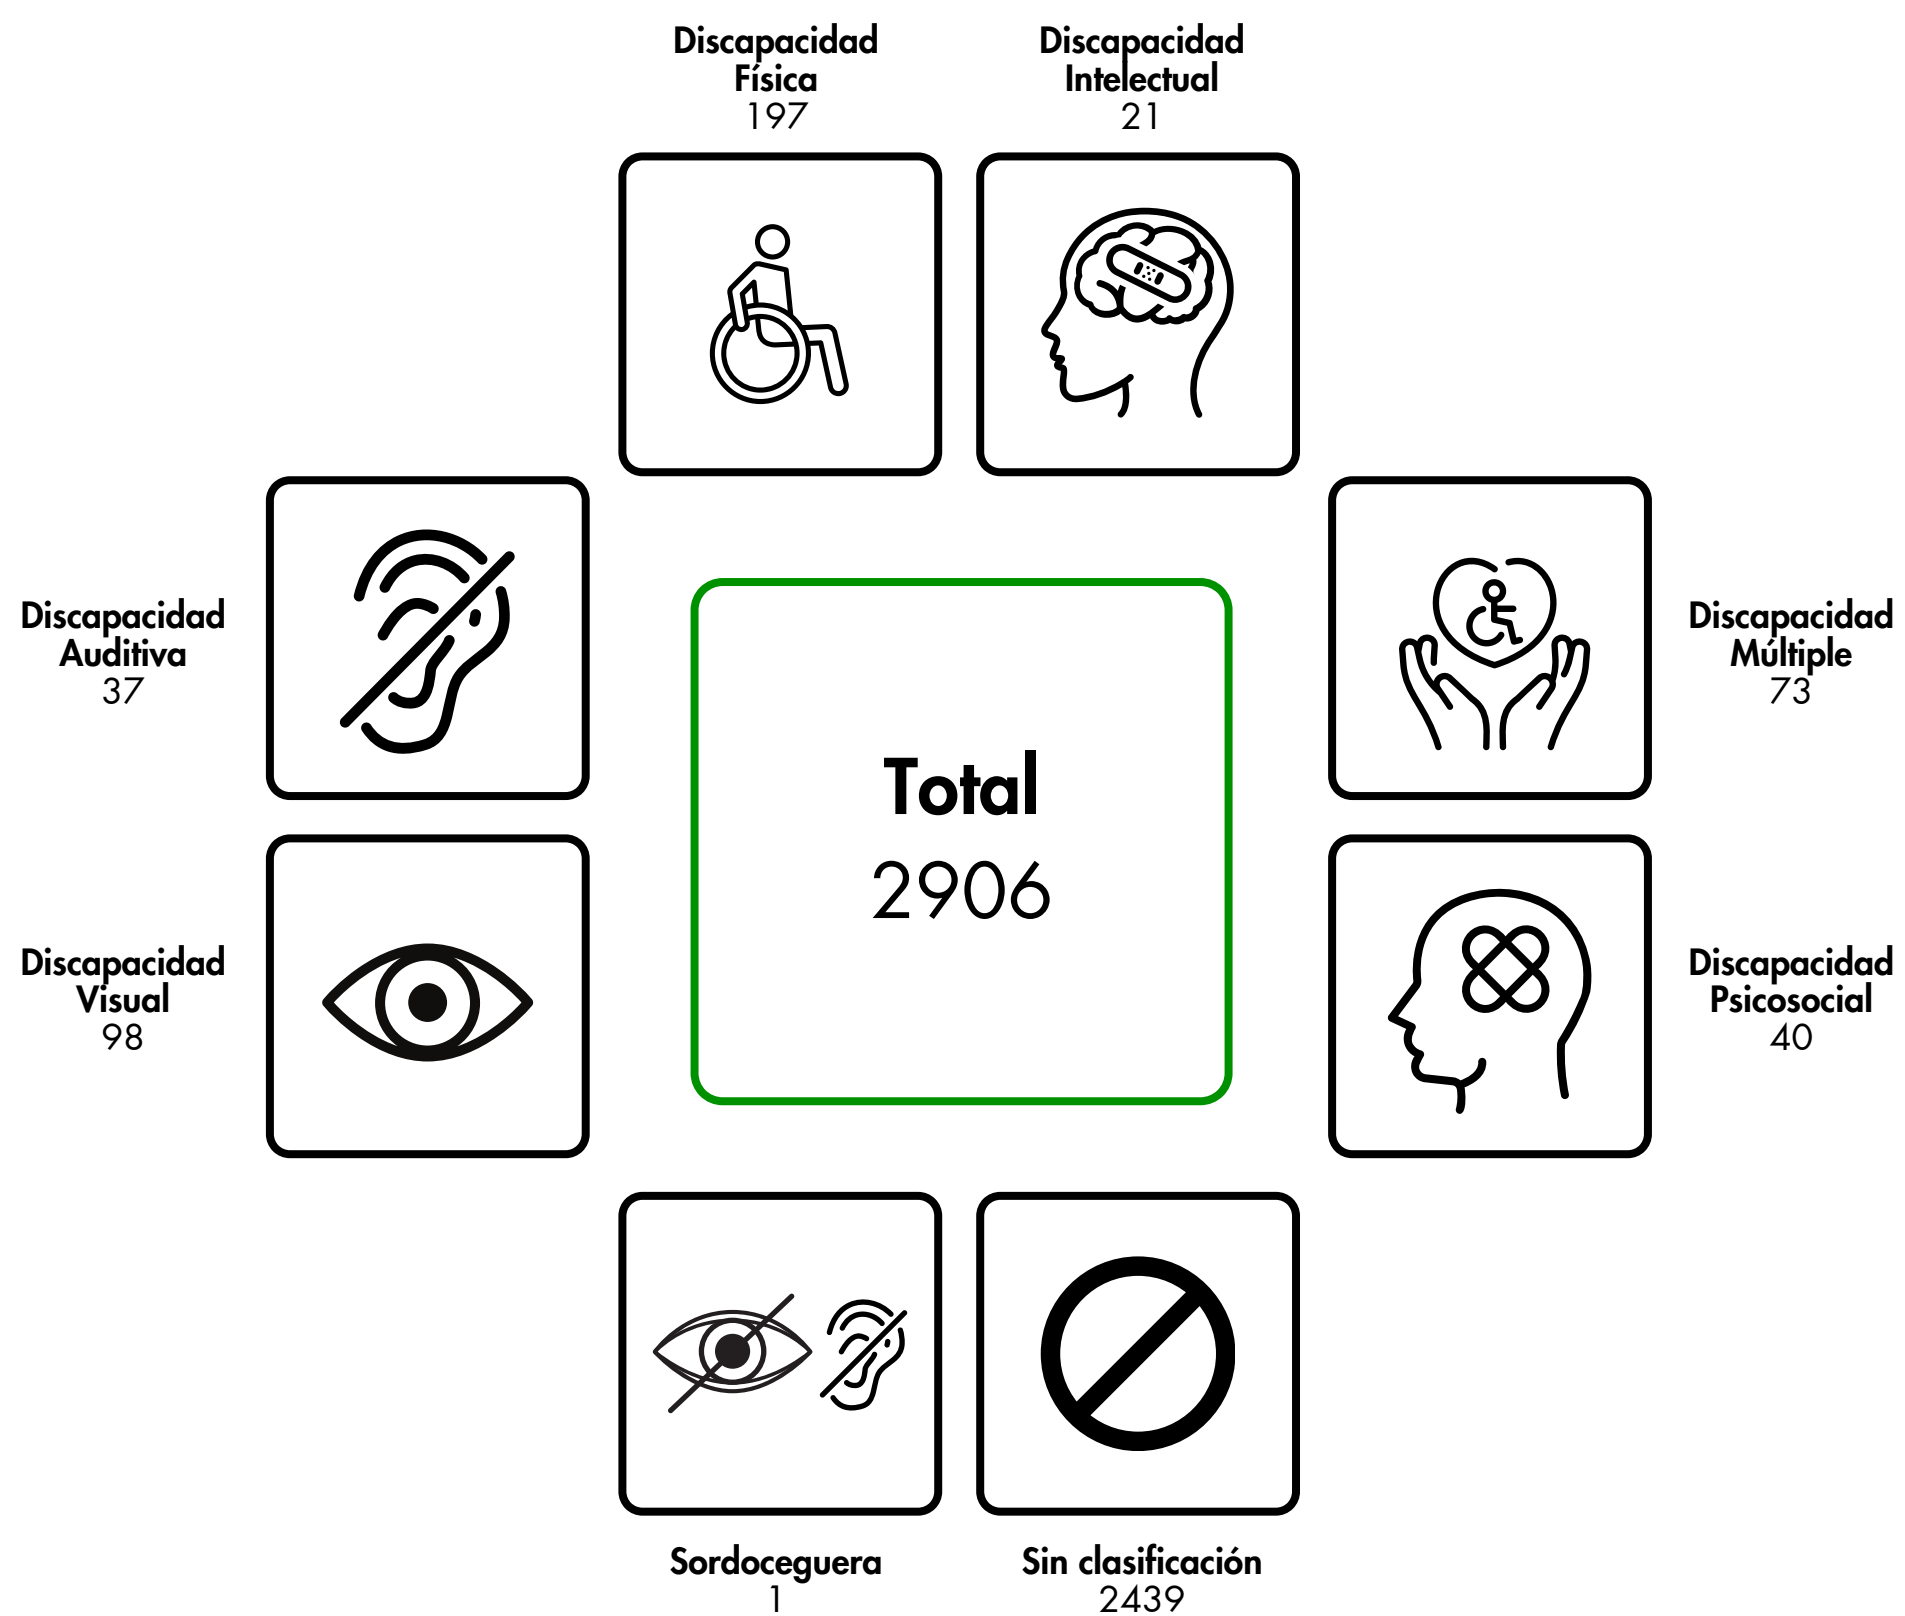 Discapacidad
Física
197
Discapacidad
Intelectual
21
Discapacidad
Auditiva
37
Discapacidad
Múltiple
73
Total
2906
Discapacidad
Visual
98
Discapacidad
Psicosocial
40
Sordoceguera
1
Sin clasificación
2439